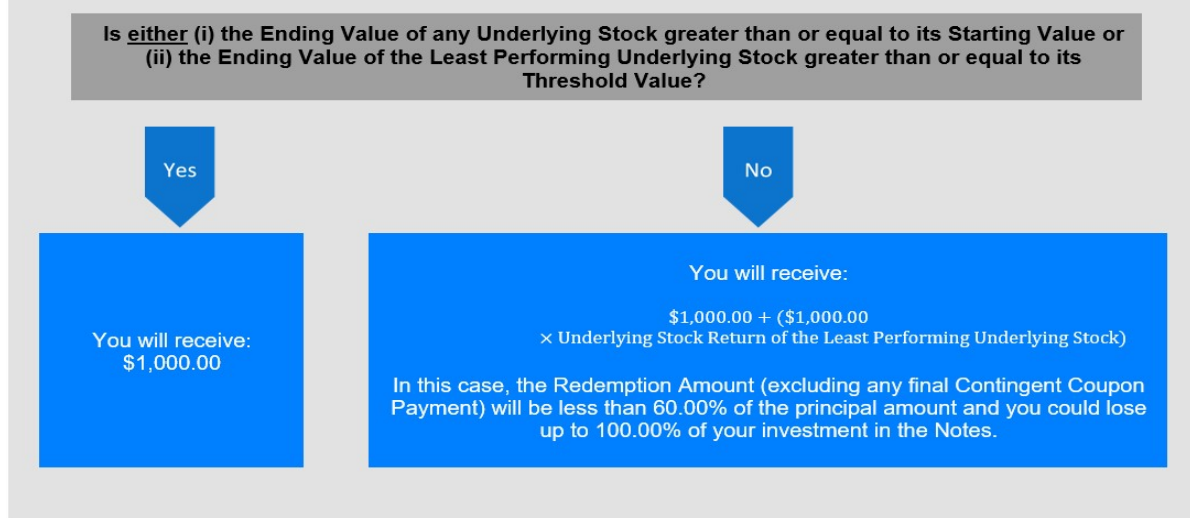 Is either (i) the Ending Value of any Underlying Stock greater than or equal to its Starting Value or
(ii) the Ending Value of the Least Performing Underlying Stock greater than or equal to its
Threshold Value?
Yes
No
You will receive:
$1,000.00
You will receive:
$1,000.00 + ($1,000.00
× Underlying Stock Return of the Least Performing Underlying Stock)
In this case, the Redemption Amount (excluding any final Contingent Coupon
Payment) will be less than 60.00% of the principal amount and you could lose
up to 100.00% of your investment in the Notes.